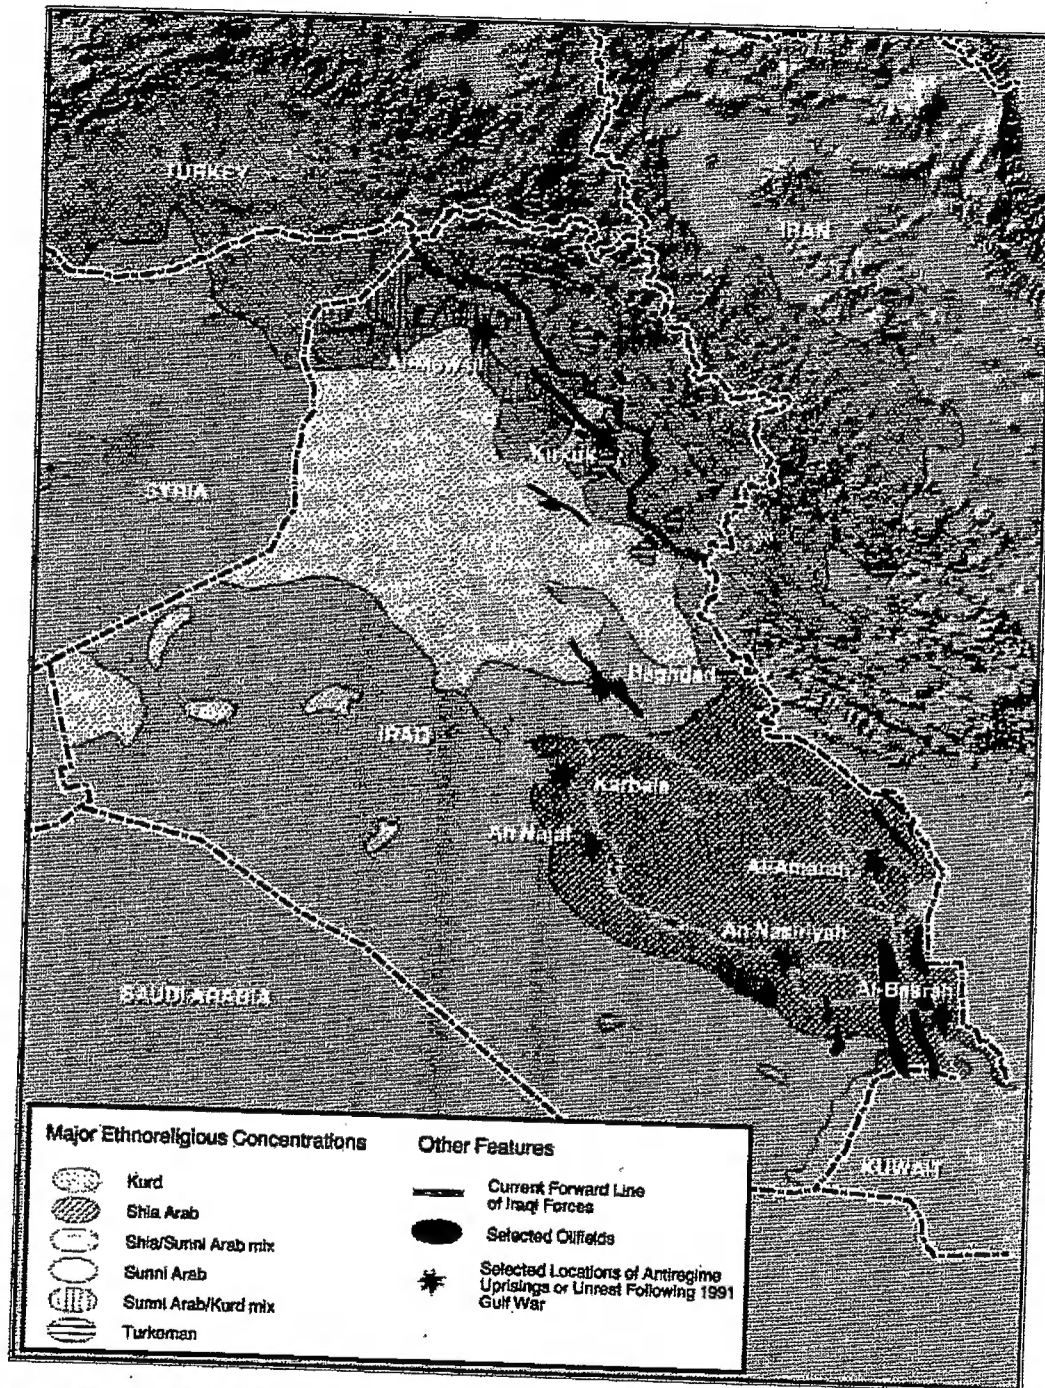 TURKEY
IRAN
Mosul
Kirkuk
SYRIA
Baghdad
IRAQ
Karbala
An Najaf
Al-Amarah
An Nasiriyah
SAUDI ARABIA
Al-Basrah
KUWAIT
Major Ethnoreligious Concentrations
Kurd
Shia Arab
Shia/Sunni Arab mix
Sunni Arab
Sunni Arab/Kurd mix
Turkoman
Other Features
Current Forward Line
of Iraqi Forces
Selected Oilfields
Selected Locations of Antiregime
Uprisings or Unrest Following 1991
Gulf War